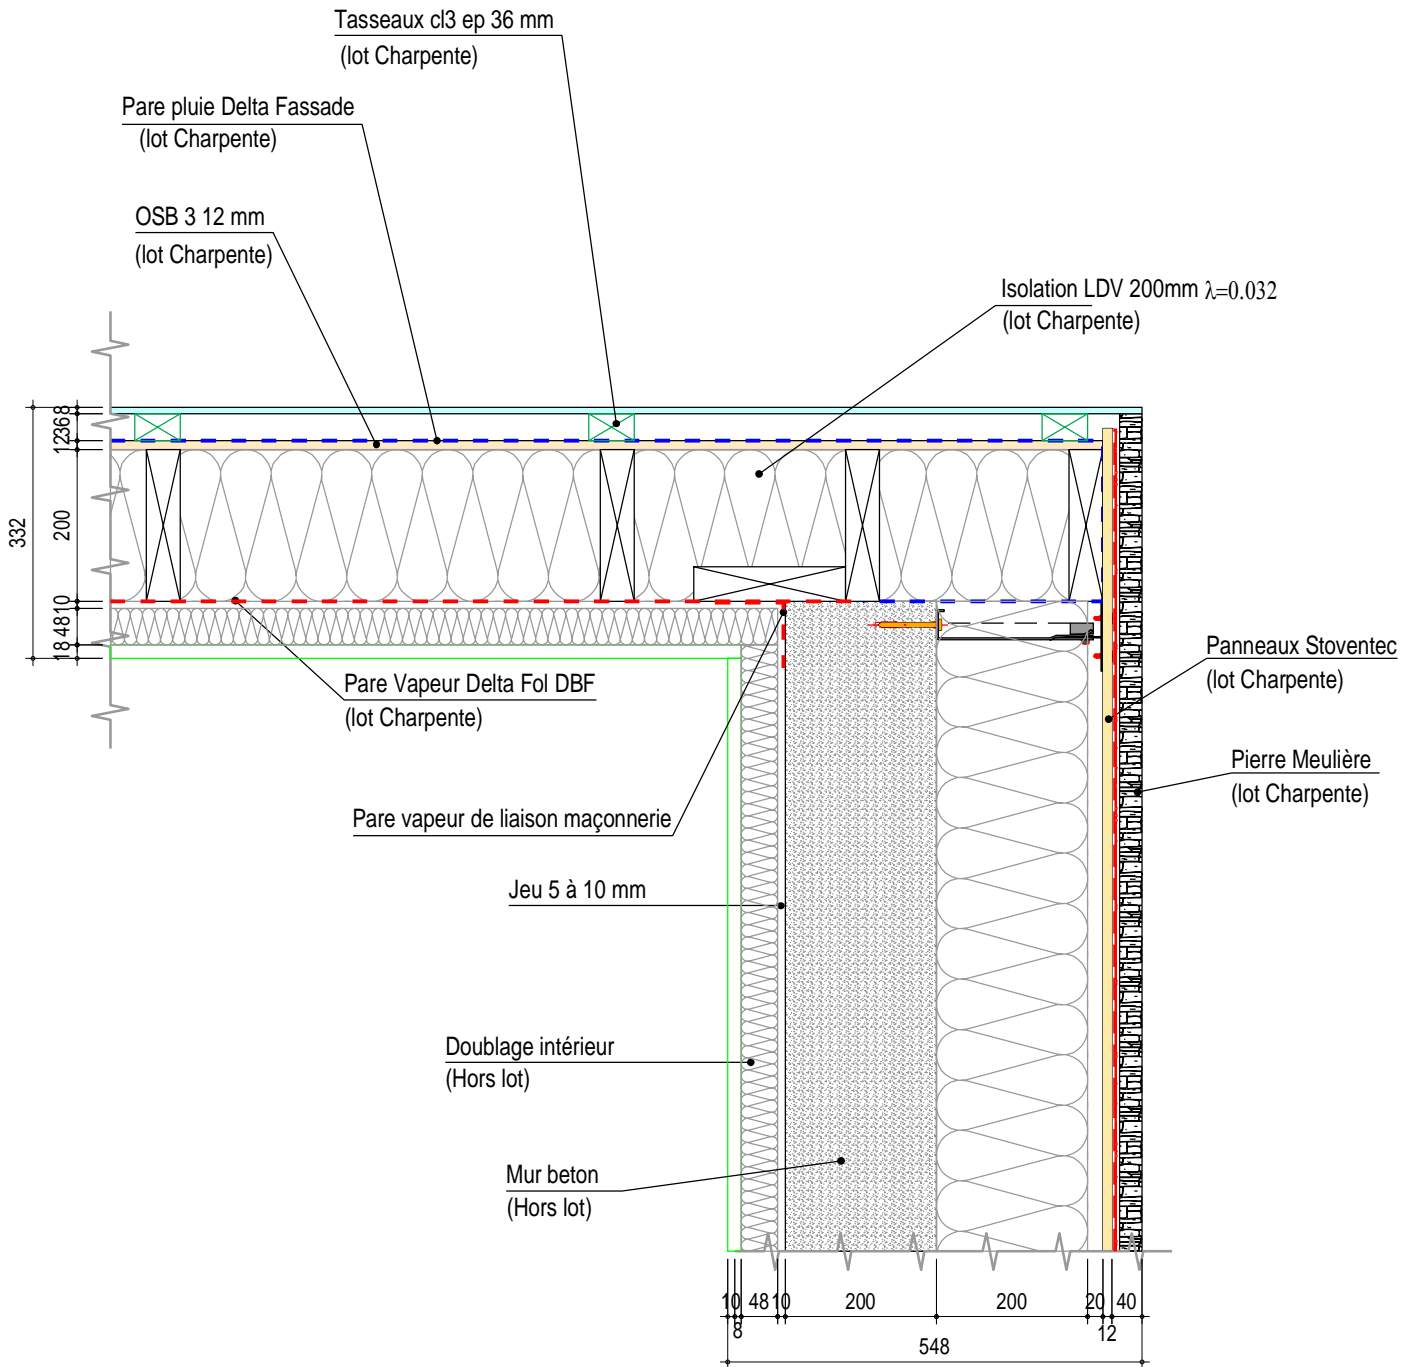 Tasseaux cl3 ep 36 mm
(lot Charpente)
Pare pluie Delta Fassade
(lot Charpente)
OSB 3 12 mm
(lot Charpente)
Isolation LDV 200mm λ=0.032
(lot Charpente)
8
36
12
200
10
48
18
332
Pare Vapeur Delta Fol DBF
(lot Charpente)
Panneaux Stoventec
(lot Charpente)
Pierre Meulière
(lot Charpente)
Pare vapeur de liaison maçonnerie
Jeu 5 à 10 mm
Doublage intérieur
(Hors lot)
Mur beton
(Hors lot)
10 48 10 200 200 20 40
8 12
548